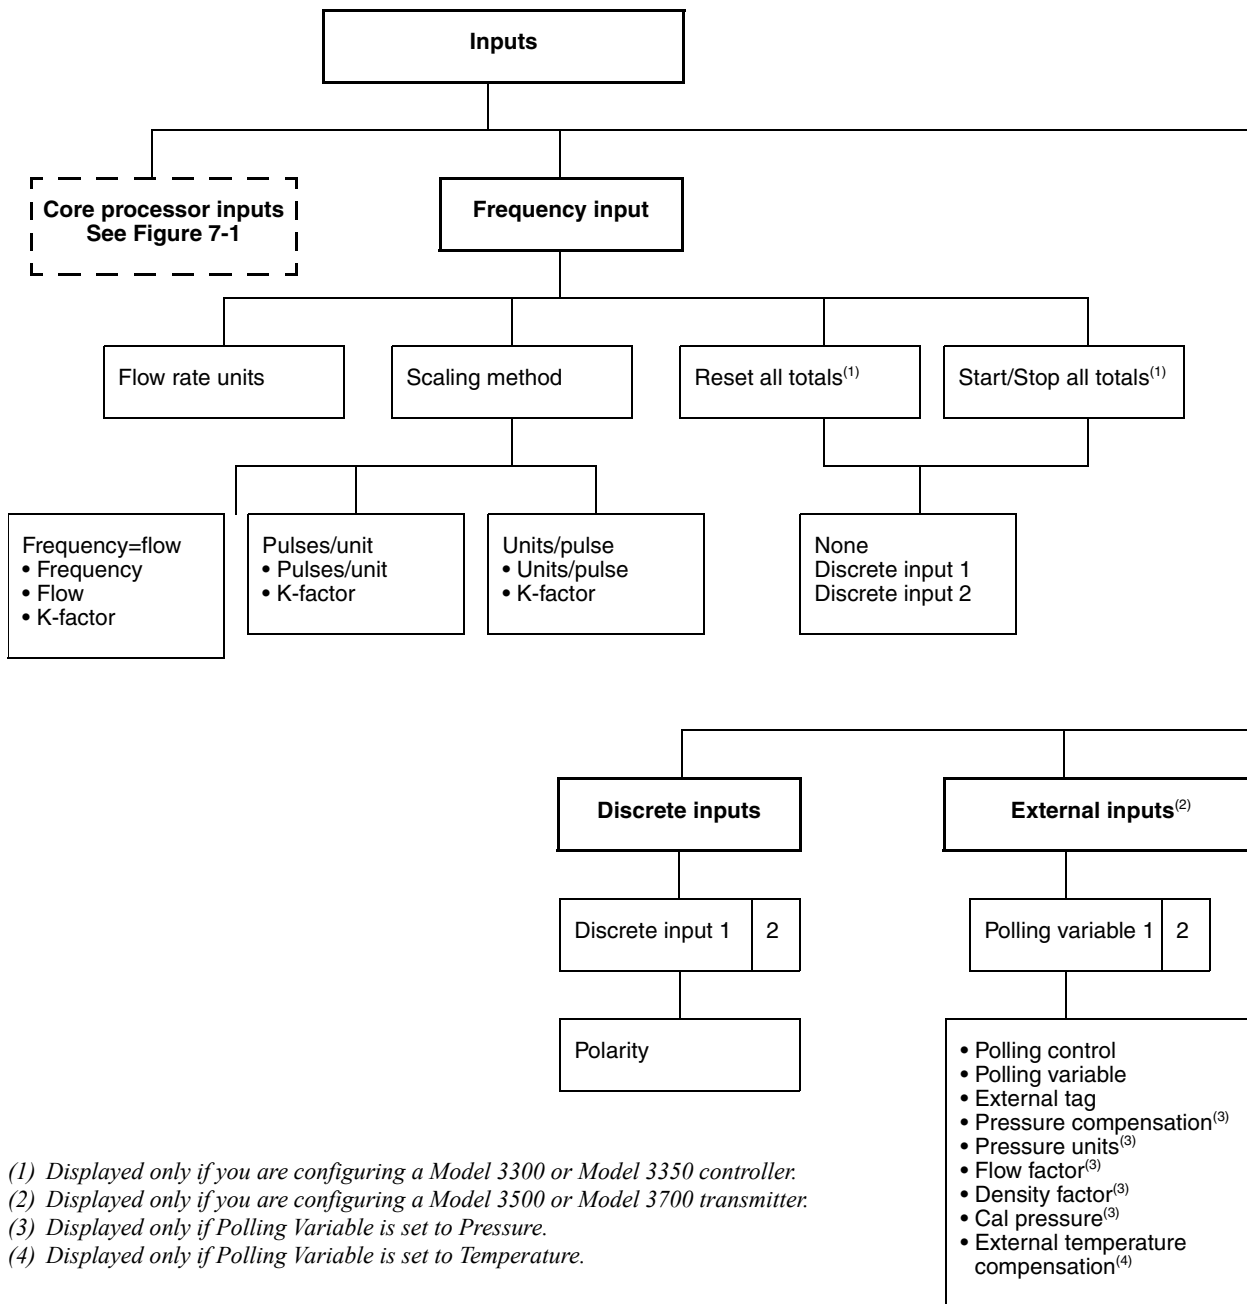 Inputs
Core processor inputs
See Figure 7-1
Frequency input
Flow rate units
Scaling method
Reset all totals(1)
Start/Stop all totals(1)
Frequency=flow
• Frequency
• Flow
• K-factor
Pulses/unit
• Pulses/unit
• K-factor
Units/pulse
• Units/pulse
• K-factor
None
Discrete input 1
Discrete input 2
Discrete inputs
External inputs(2)
Discrete input 1 2
Polling variable 1 2
Polarity
• Polling control
• Polling variable
• External tag
• Pressure compensation(3)
• Pressure units(3)
• Flow factor(3)
• Density factor(3)
• Cal pressure(3)
• External temperature
compensation(4)
(1) Displayed only if you are configuring a Model 3300 or Model 3350 controller.
(2) Displayed only if you are configuring a Model 3500 or Model 3700 transmitter.
(3) Displayed only if Polling Variable is set to Pressure.
(4) Displayed only if Polling Variable is set to Temperature.